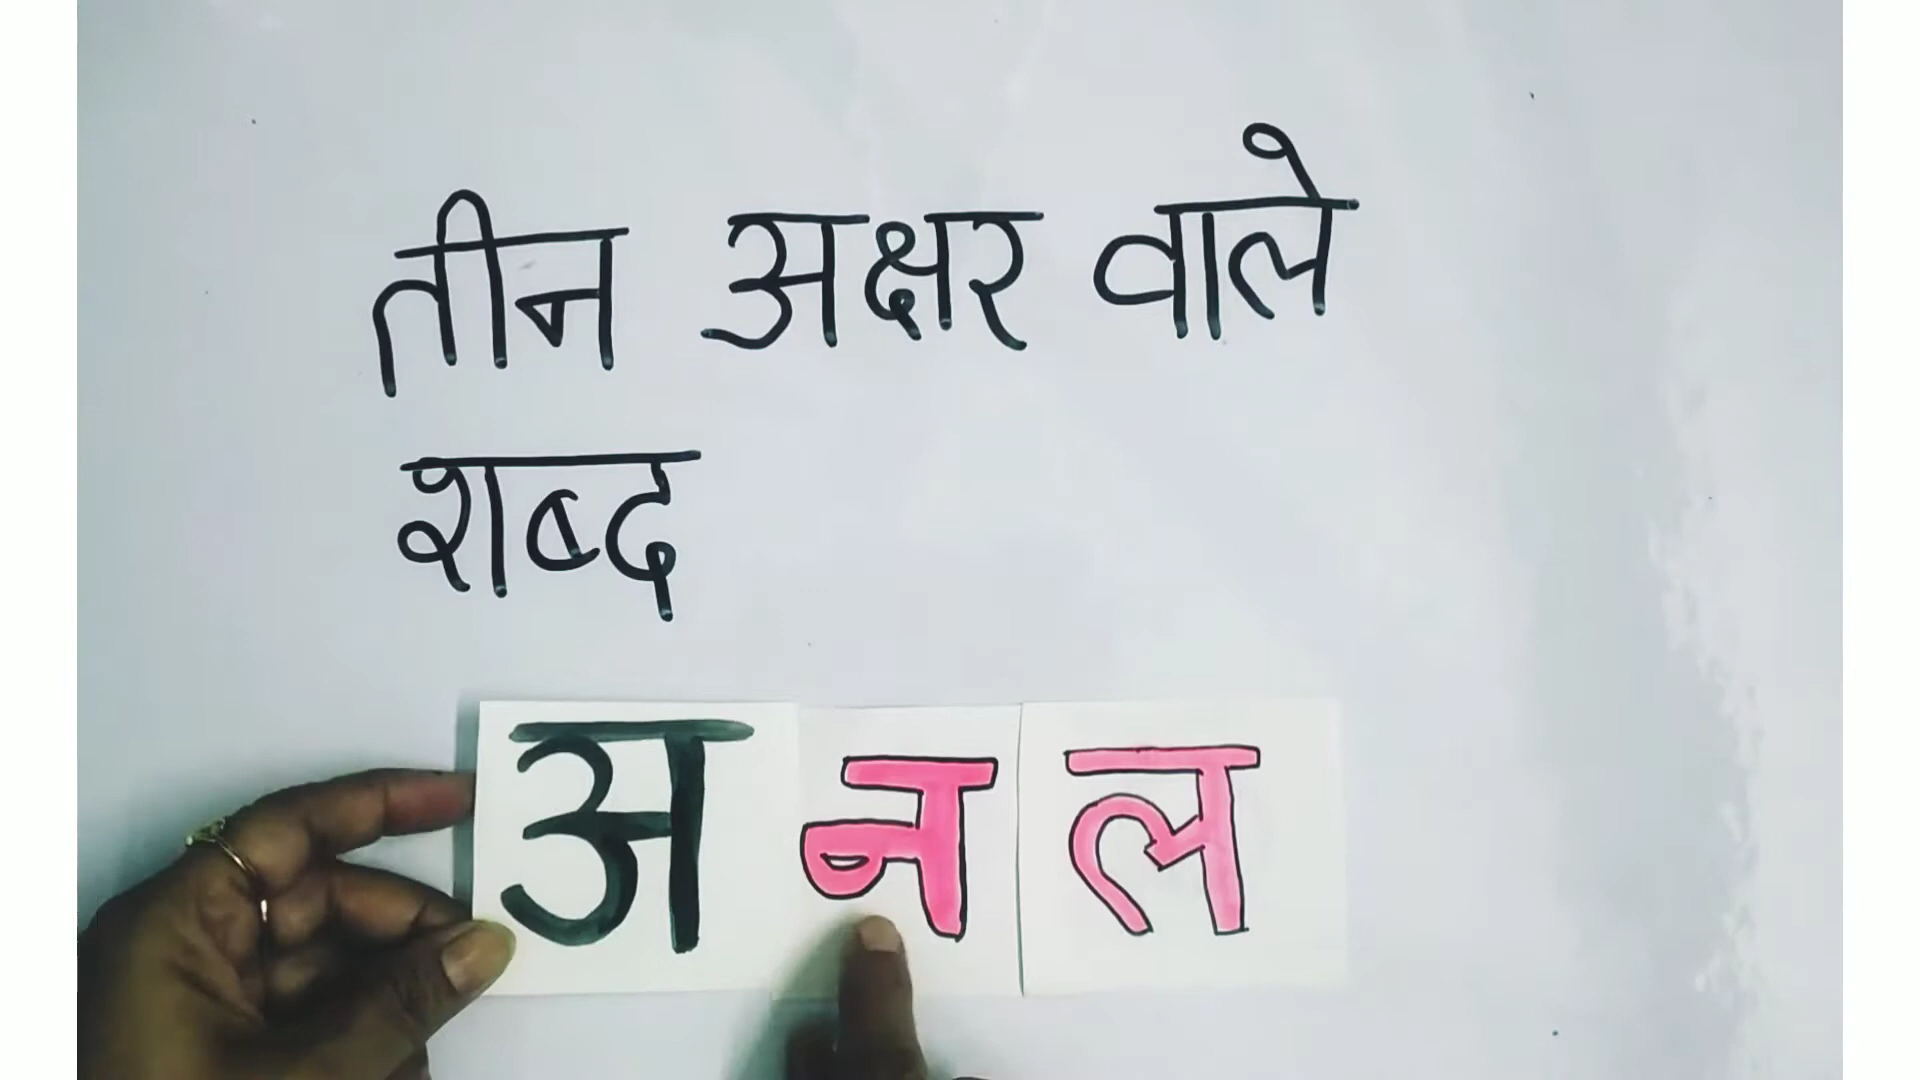 तीन अक्षर वाले
शब्द
अ न ल